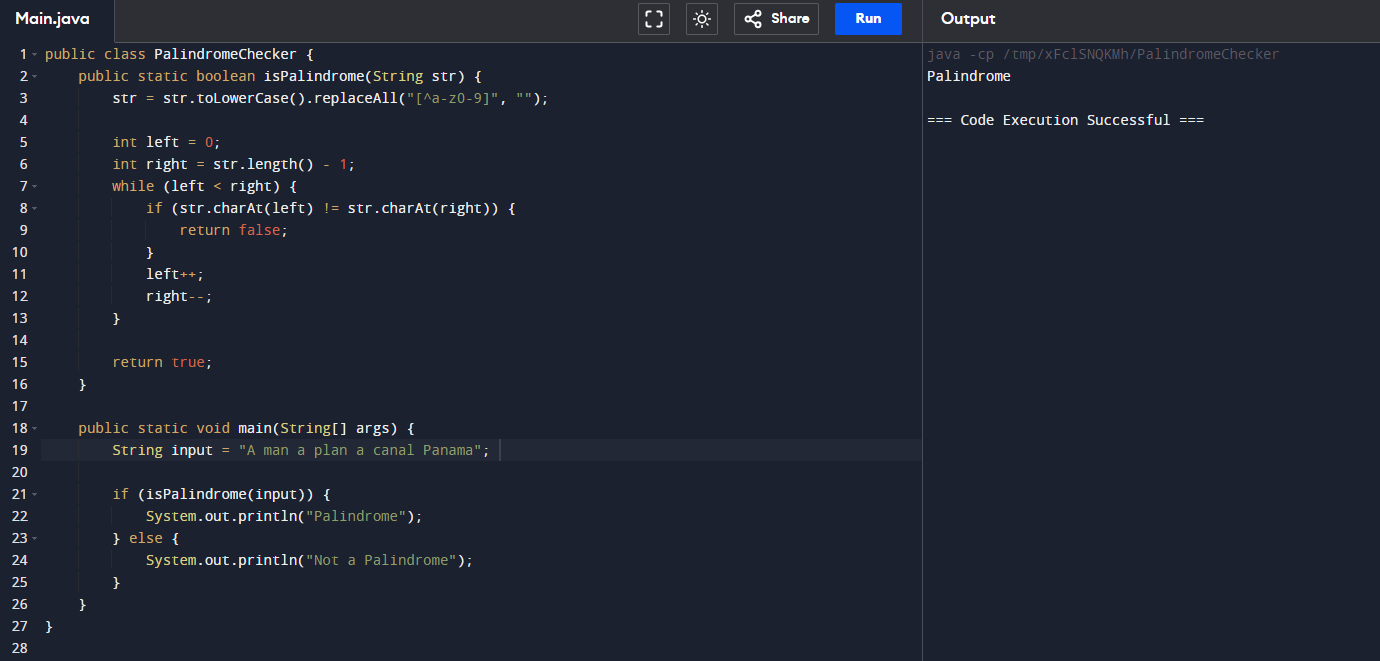 Main.java
Share
Run
Output
1 public class PalindromeChecker {
2     public static boolean isPalindrome(String str) {
3         str = str.toLowerCase().replaceAll("[^a-z0-9]", "");
4
5         int left = 0;
6         int right = str.length() - 1;
7         while (left < right) {
8             if (str.charAt(left) != str.charAt(right)) {
9                 return false;
10             }
11             left++;
12             right--;
13         }
14
15         return true;
16     }
17
18     public static void main(String[] args) {
19         String input = "A man a plan a canal Panama";
20
21         if (isPalindrome(input)) {
22             System.out.println("Palindrome");
23         } else {
24             System.out.println("Not a Palindrome");
25         }
26     }
27 }
28
java -cp /tmp/xFclSNQKMh/PalindromeChecker
Palindrome
=== Code Execution Successful ===